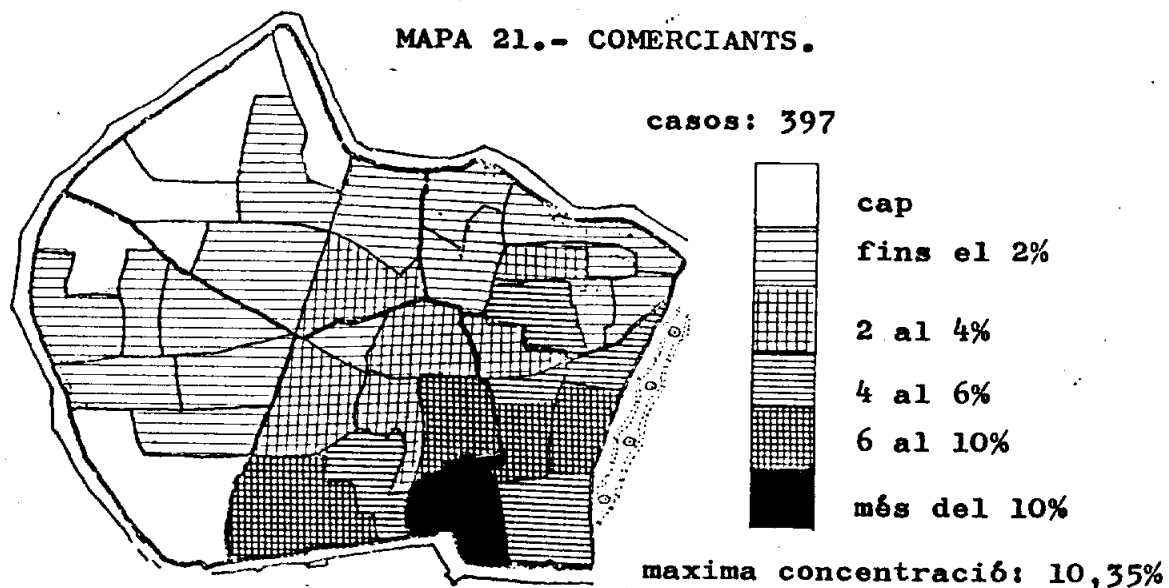 MAPA 21.- COMERCIANTS.
casos: 397
cap
fins el 2%
2 al 4%
4 al 6%
6 al 10%
més del 10%
maxima concentració: 10,35%